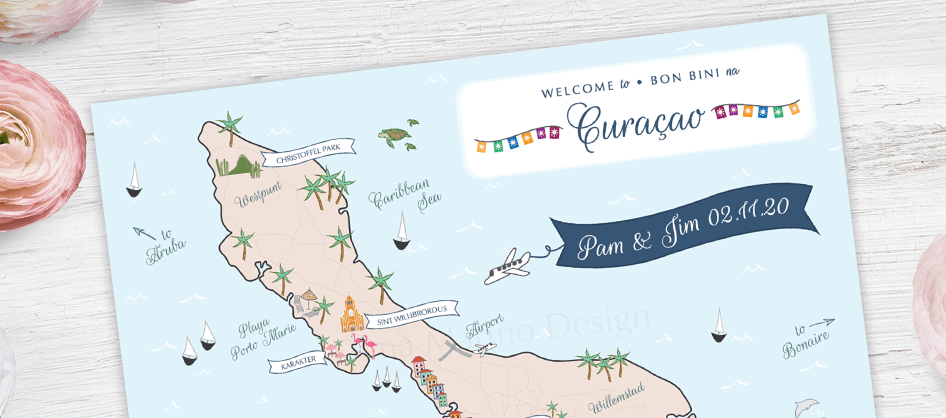 WELCOME to • BON BINI na
Curaçao
CHRISTOFFEL PARK
Westpunt
Caribbean
Sea
Pam & Jim 02.11.20
to
Aruba
SINT WILLIBRORDUS
Playa
Porto Marie
Airport
KARAKTER
to
Bonaire
Willemstad